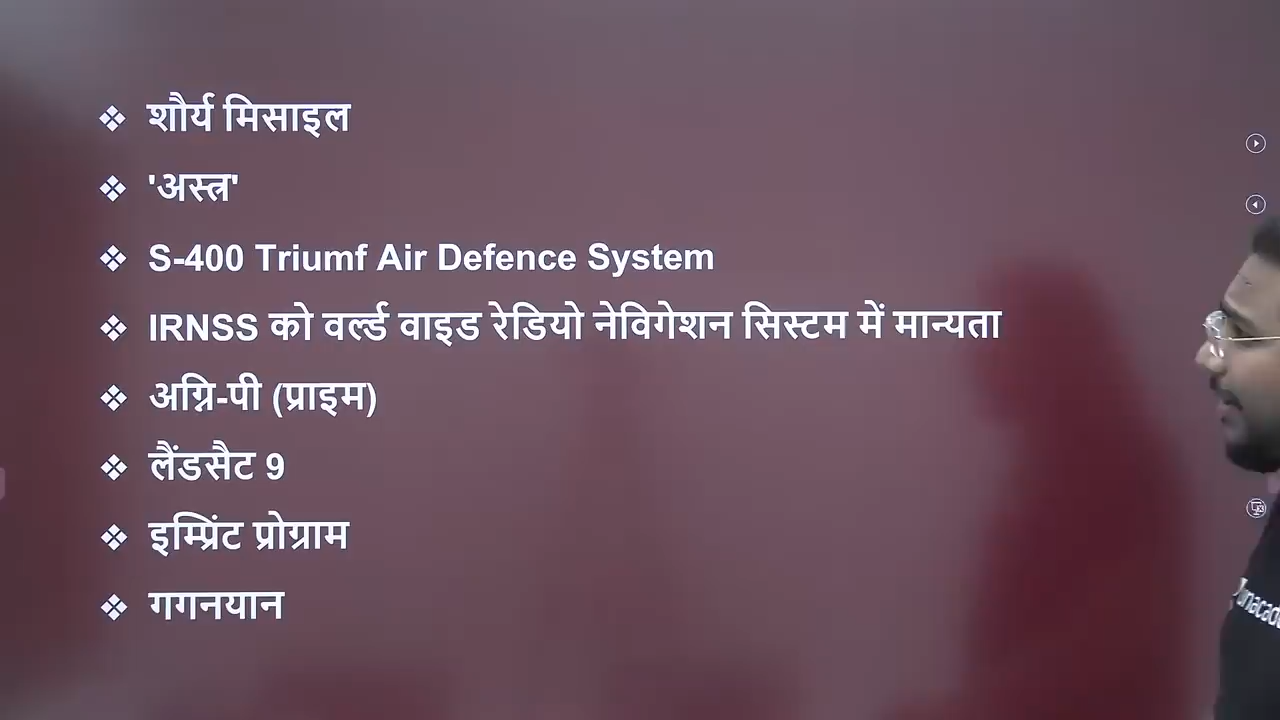 ❖ शौर्य मिसाइल
❖ 'अस्त्र'
❖ S-400 Triumf Air Defence System
❖ IRNSS को वर्ल्ड वाइड रेडियो नेविगेशन सिस्टम में मान्यता
❖ अग्नि-पी (प्राइम)
❖ लैंडसैट 9
❖ इम्प्रिंट प्रोग्राम
❖ गगनयान